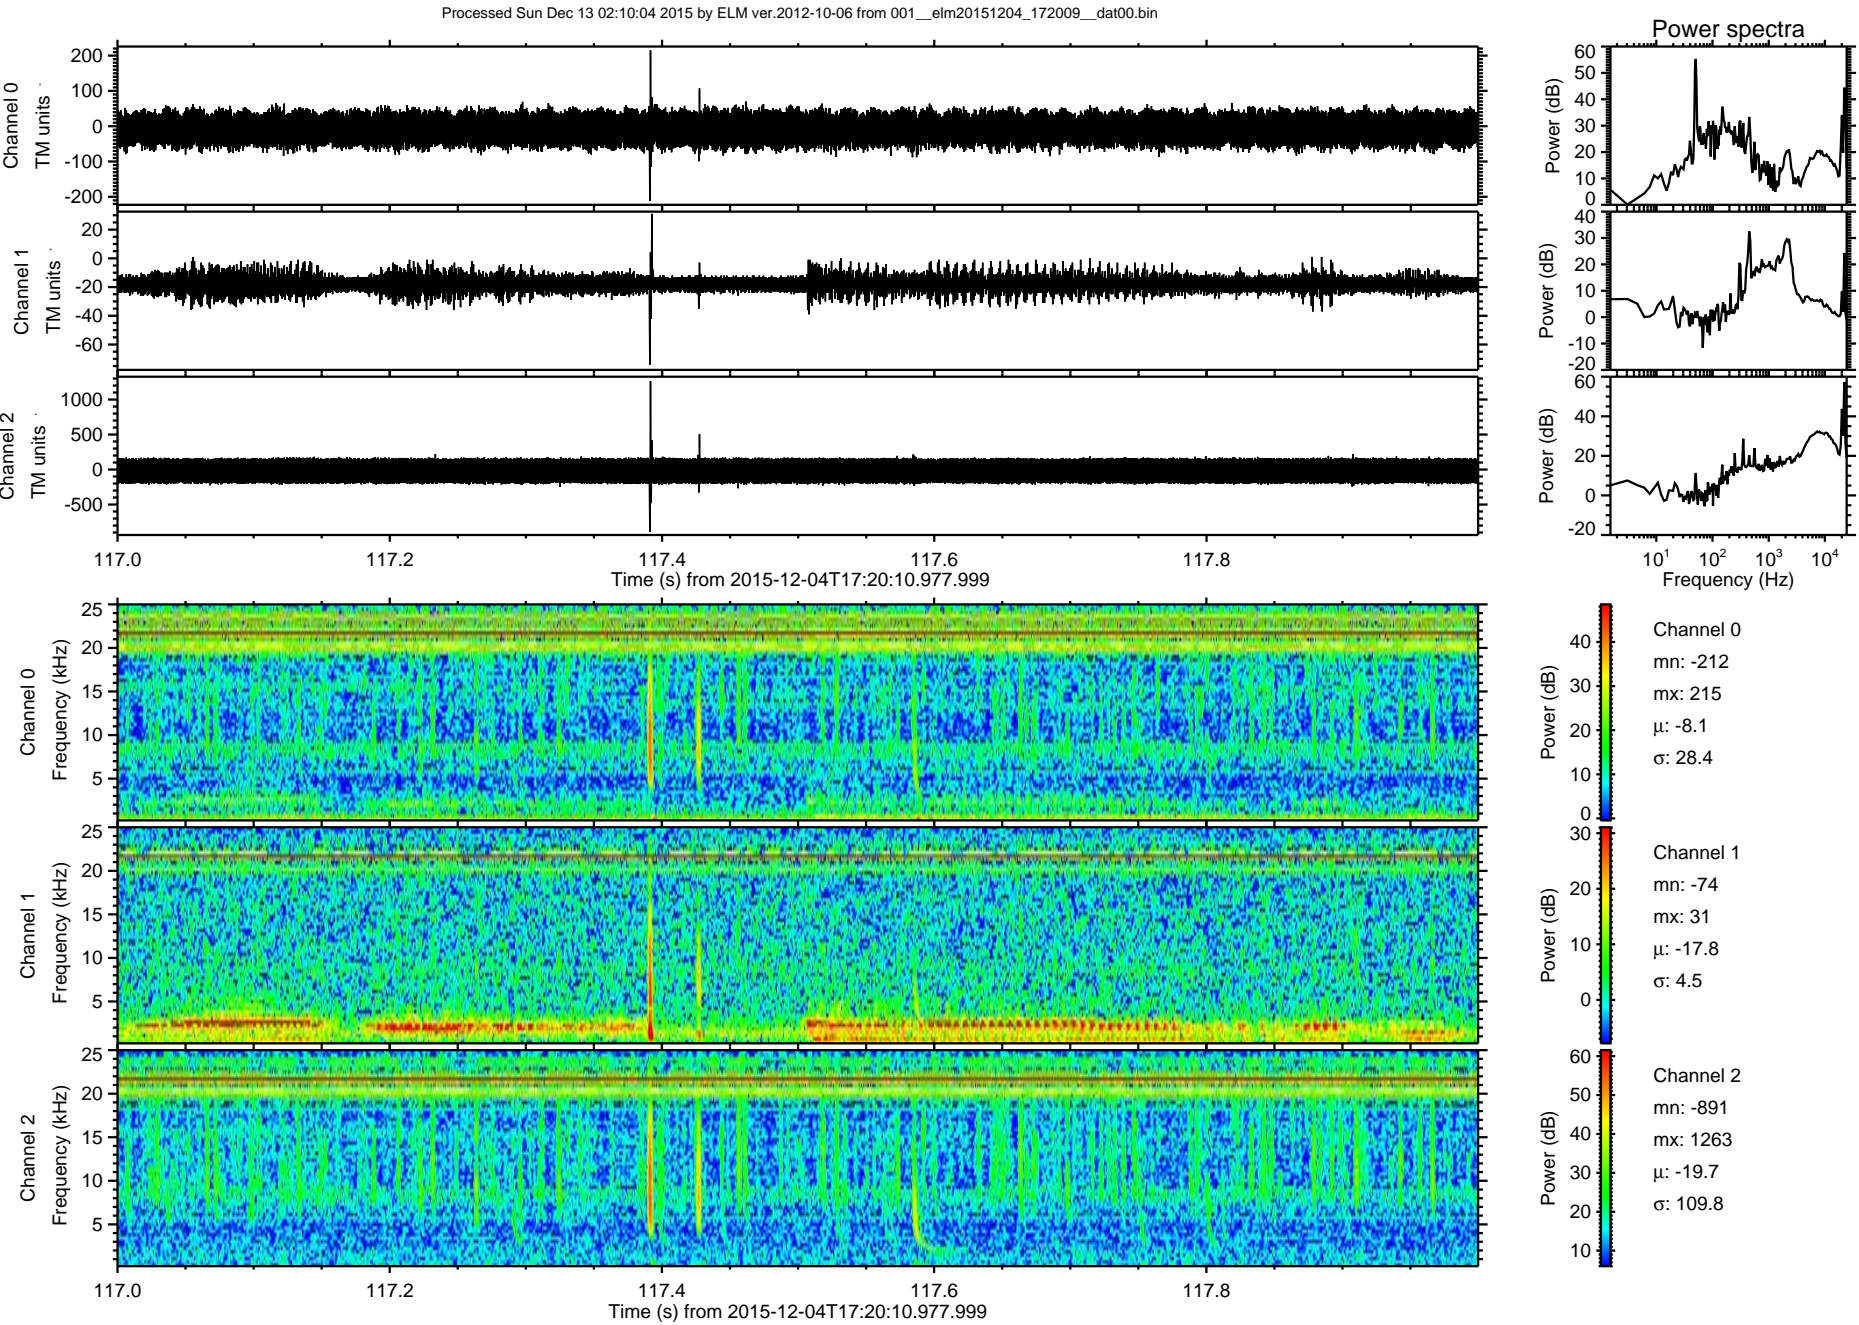 Processed Sun Dec 13 02:10:04 2015 by ELM ver.2012-10-06 from 001__elm20151204_172009__dat00.bin
Power spectra
Channel 0
TM units
200
100
0
-100
-200
Power (dB)
60
50
40
30
20
10
0
Channel 1
TM units
20
0
-20
-40
-60
Power (dB)
40
30
20
10
0
-10
-20
Channel 2
TM units
1000
500
0
-500
Power (dB)
60
40
20
0
-20
117.0 117.2 117.4 117.6 117.8
Time (s) from 2015-12-04T17:20:10.977.999
10^1 10^2 10^3 10^4
Frequency (Hz)
Channel 0
Frequency (kHz)
25
20
15
10
5
Power (dB)
40
30
20
10
0
Channel 0
mn: -212
mx: 215
µ: -8.1
σ: 28.4
Channel 1
Frequency (kHz)
25
20
15
10
5
Power (dB)
30
20
10
0
Channel 1
mn: -74
mx: 31
µ: -17.8
σ: 4.5
Channel 2
Frequency (kHz)
25
20
15
10
5
Power (dB)
60
50
40
30
20
10
Channel 2
mn: -891
mx: 1263
µ: -19.7
σ: 109.8
117.0 117.2 117.4 117.6 117.8
Time (s) from 2015-12-04T17:20:10.977.999